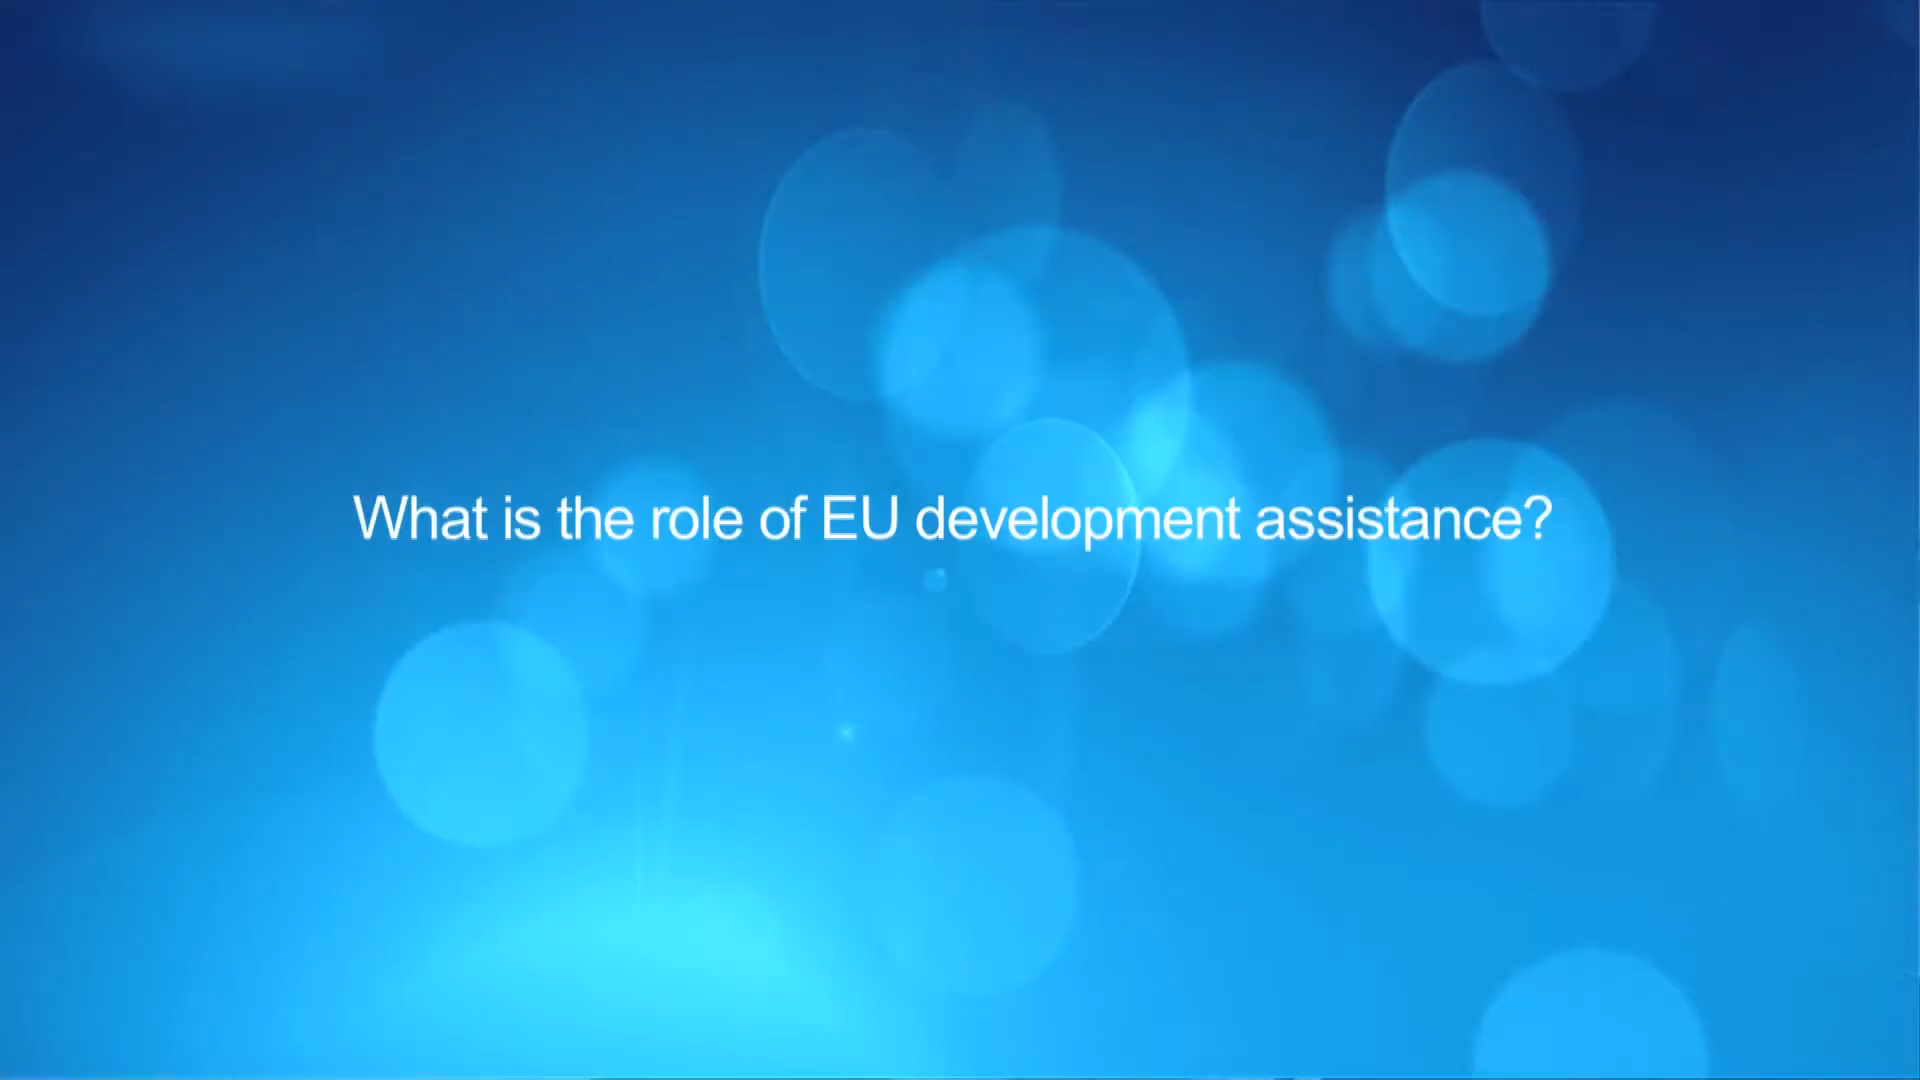 What is the role of EU development assistance?